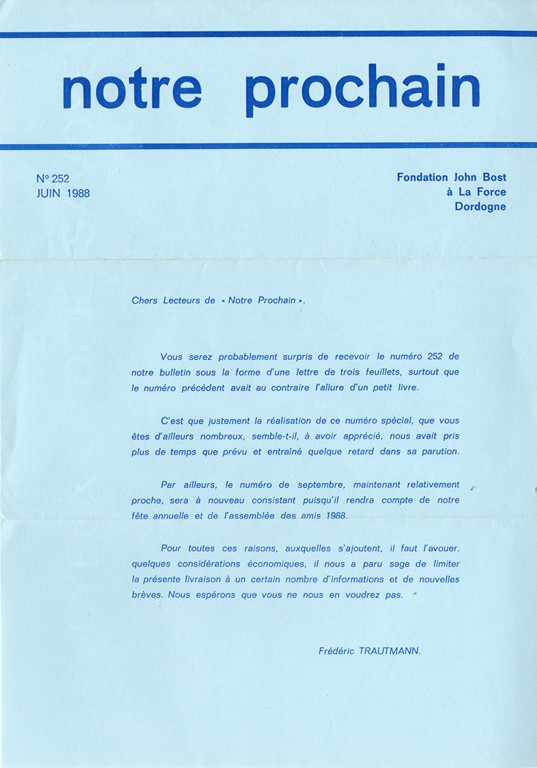 notre prochain
Nº 252
JUIN 1988
Fondation John Bost
à La Force
Dordogne
Chers Lecteurs de « Notre Prochain ».
Vous serez probablement surpris de recevoir le numéro 252 de
notre bulletin sous la forme d'une lettre de trois feuillets, surtout que
le numéro précédent avait au contraire l'allure d'un petit livre.
C'est que justement la réalisation de ce numéro spécial, que vous
êtes d'ailleurs nombreux, semble-t-il, à avoir apprécié, nous avait pris
plus de temps que prévu et entraîné quelque retard dans sa parution.
Par ailleurs, le numéro de septembre, maintenant relativement
proche, sera à nouveau consistant puisqu'il rendra compte de notre
fête annuelle et de l'assemblée des amis 1988.
Pour toutes ces raisons, auxquelles s'ajoutent, il faut l'avouer,
quelques considérations économiques, il nous a paru sage de limiter
la présente livraison à un certain nombre d'informations et de nouvelles
brèves. Nous espérons que vous ne nous en voudrez pas.
Frédéric TRAUTMANN.